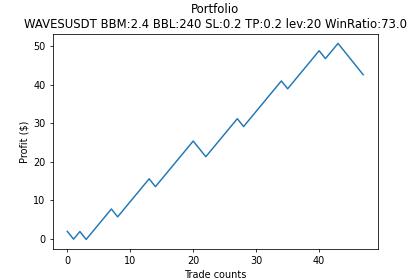 Portfolio
WAVESUSDT BBM:2.4 BBL:240 SL:0.2 TP:0.2 lev:20 WinRatio:73.0
50
40
30
20
10
0
Profit ($)
0 10 20 30 40
Trade counts